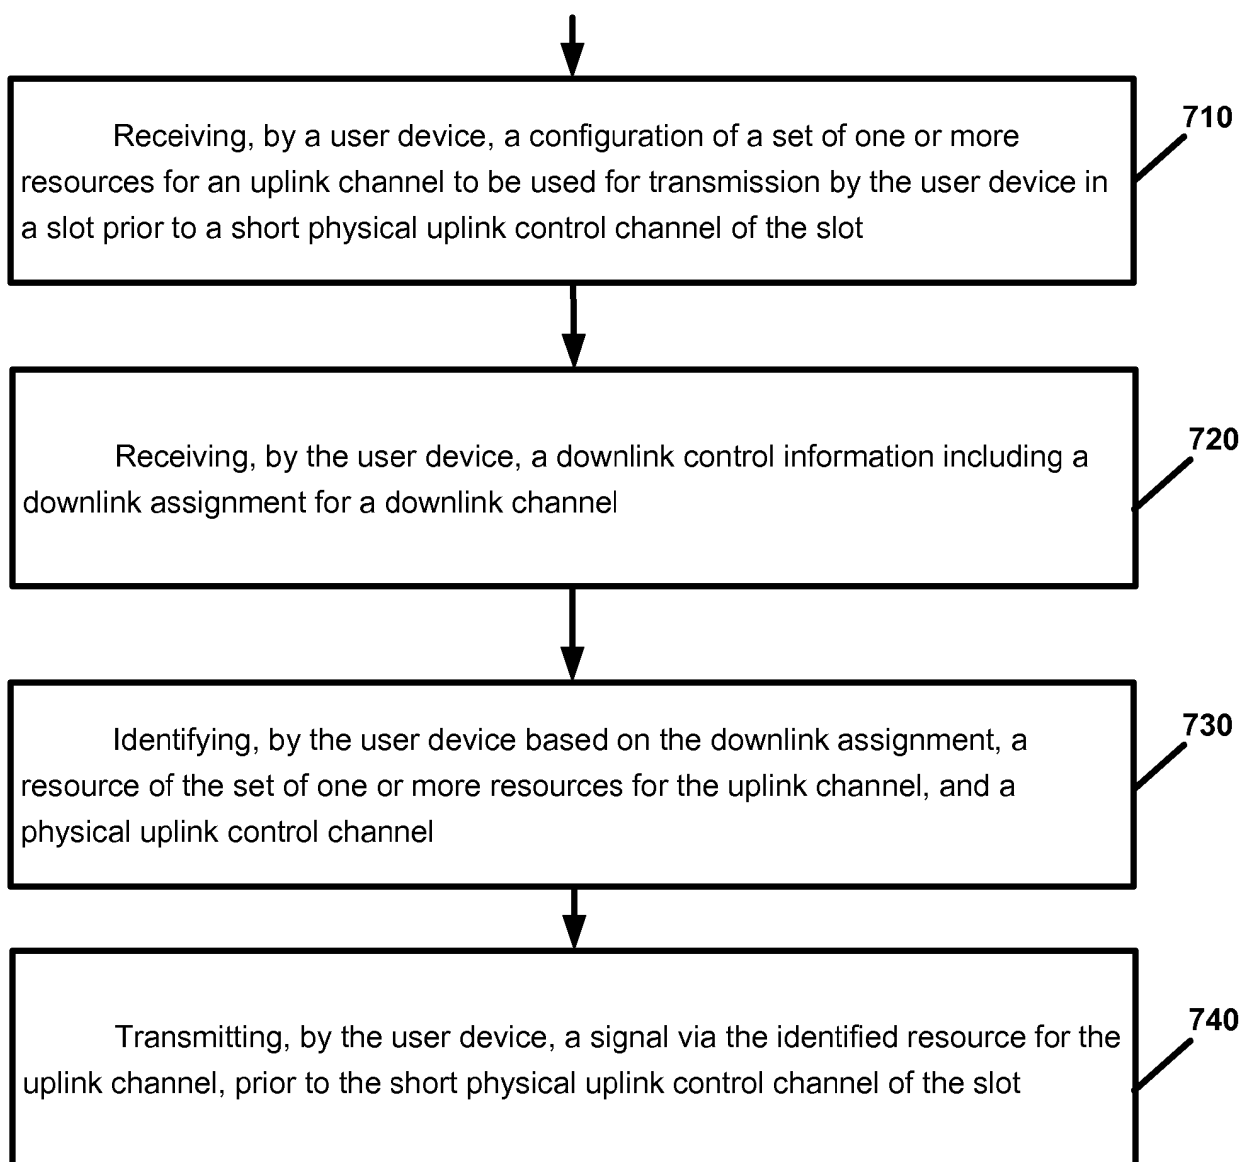 710
Receiving, by a user device, a configuration of a set of one or more
resources for an uplink channel to be used for transmission by the user device in
a slot prior to a short physical uplink control channel of the slot
720
Receiving, by the user device, a downlink control information including a
downlink assignment for a downlink channel
730
Identifying, by the user device based on the downlink assignment, a
resource of the set of one or more resources for the uplink channel, and a
physical uplink control channel
740
Transmitting, by the user device, a signal via the identified resource for the
uplink channel, prior to the short physical uplink control channel of the slot